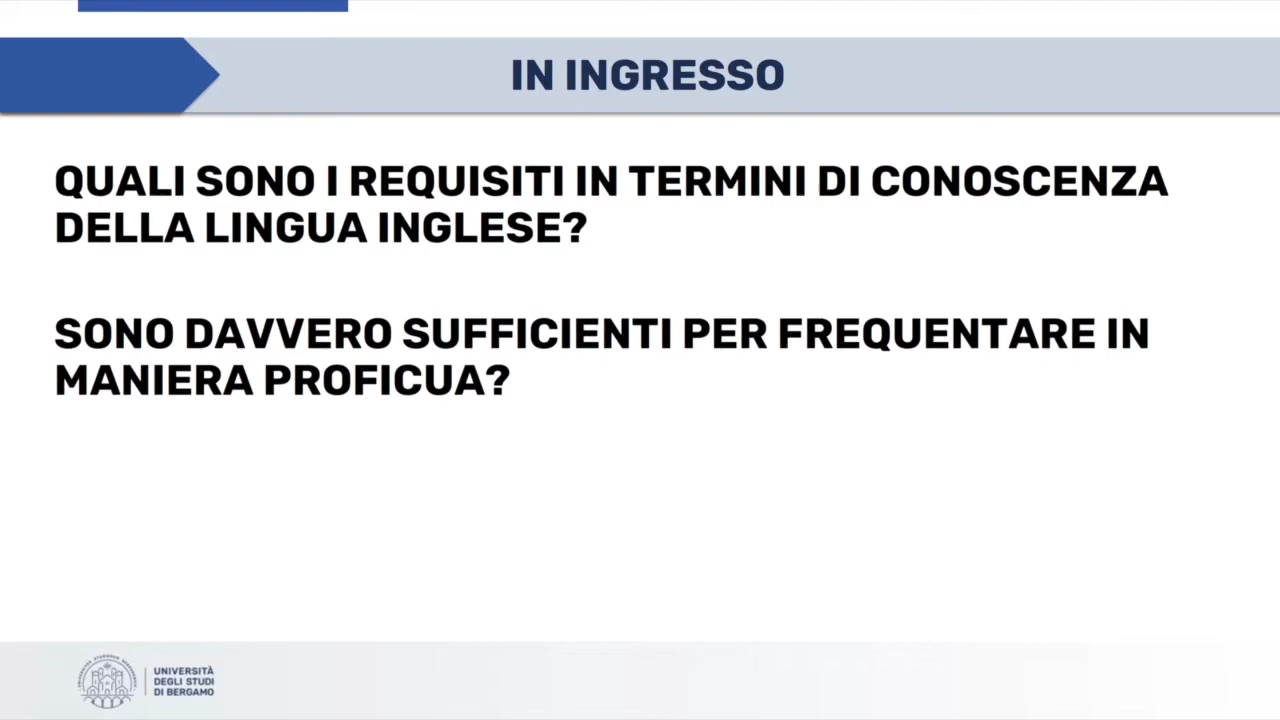 IN INGRESSO
QUALI SONO I REQUISITI IN TERMINI DI CONOSCENZA
DELLA LINGUA INGLESE?
SONO DAVVERO SUFFICIENTI PER FREQUENTARE IN
MANIERA PROFICUA?
UNIVERSITÀ
DEGLI STUDI
DI BERGAMO